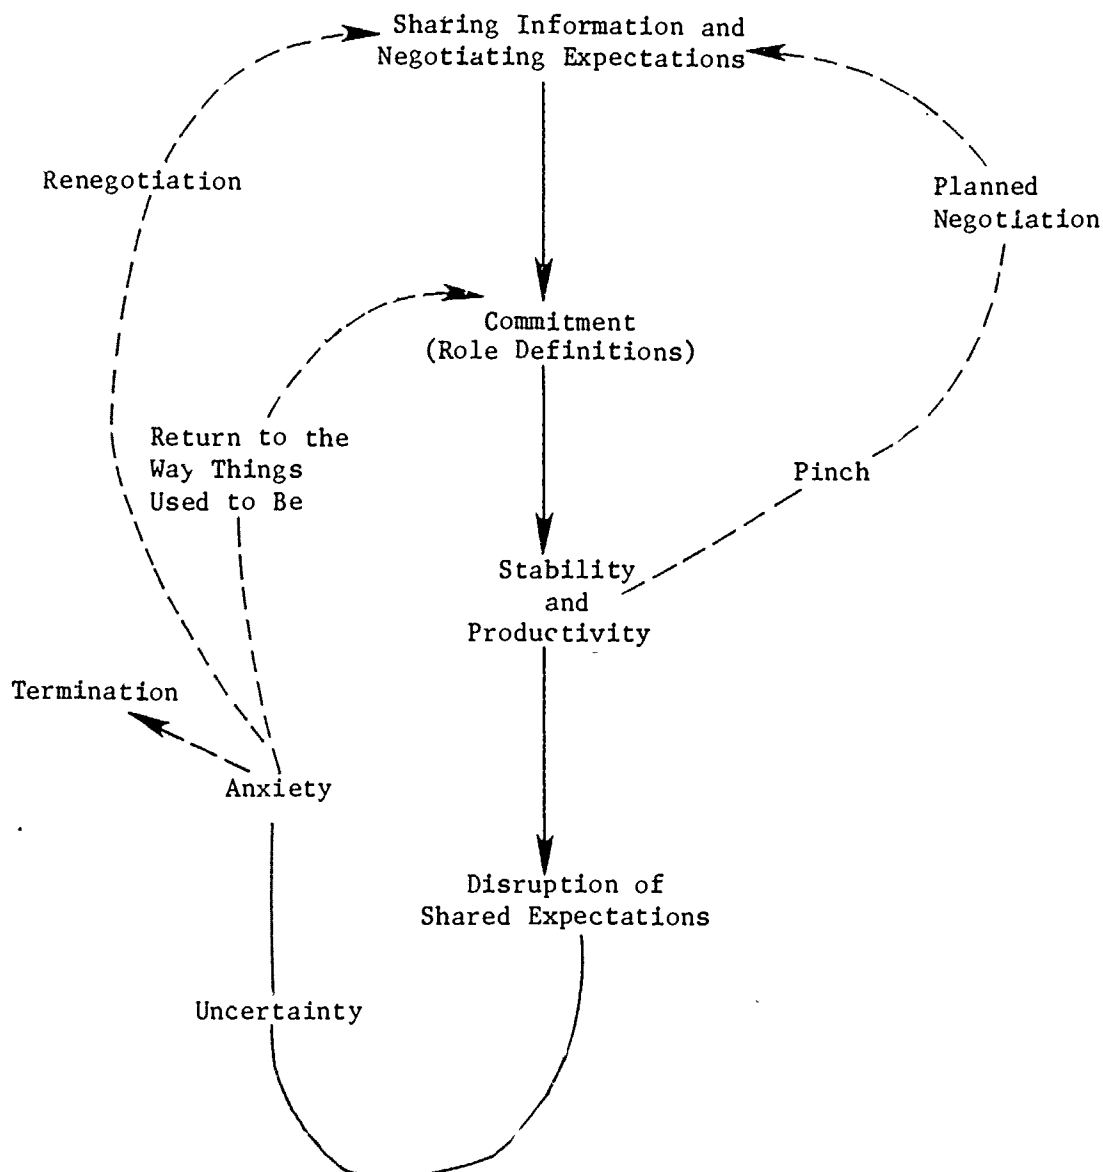 Sharing Information and
Negotiating Expectations
Renegotiation
Planned
Negotiation
Commitment
(Role Definitions)
Return to the
Way Things
Used to Be
Pinch
Stability
and
Productivity
Termination
Anxiety
Disruption of
Shared Expectations
Uncertainty